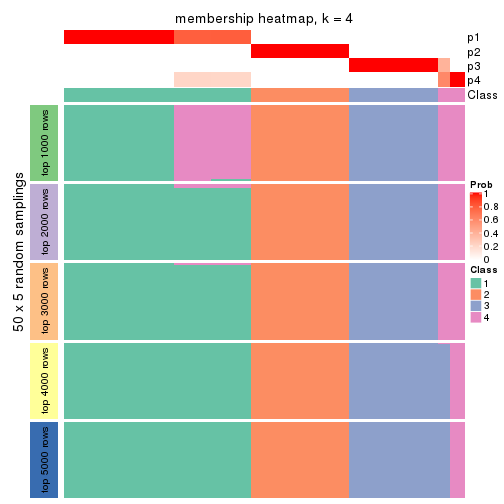 membership heatmap, k = 4
p1
p2
p3
p4
Class
50 x 5 random samplings
top 1000 rows
top 2000 rows
top 3000 rows
top 4000 rows
top 5000 rows
Prob
1
0.8
0.6
0.4
0.2
0
Class
1
2
3
4